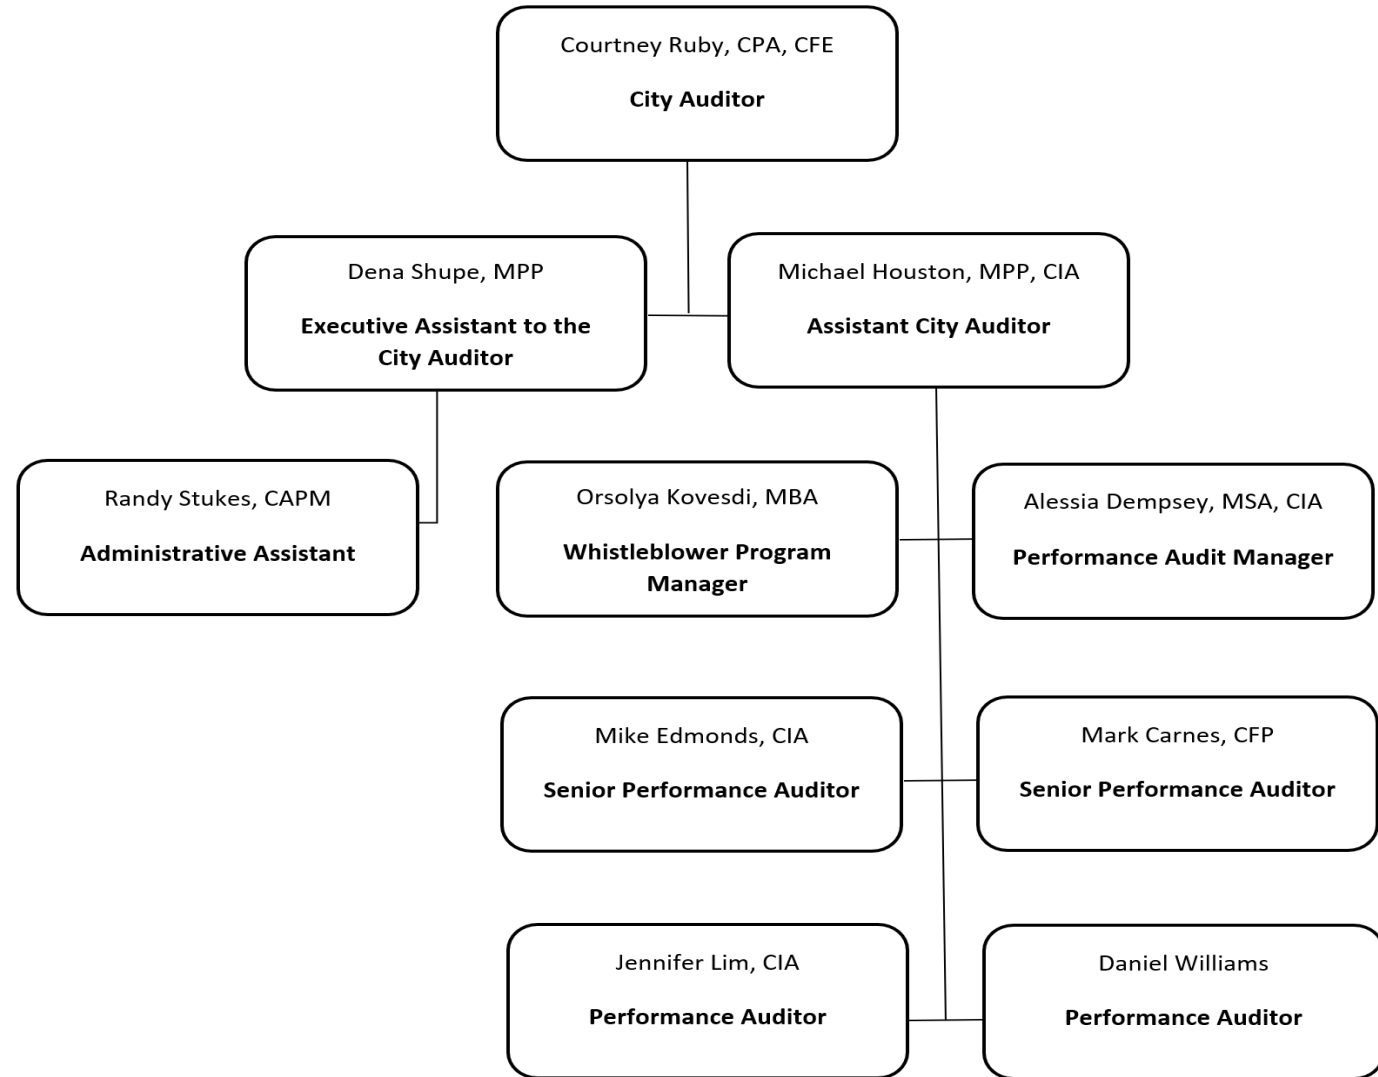 Courtney Ruby, CPA, CFE
City Auditor
Dena Shupe, MPP
Executive Assistant to the
City Auditor
Michael Houston, MPP, CIA
Assistant City Auditor
Randy Stukes, CAPM
Administrative Assistant
Orsolya Kovesdi, MBA
Whistleblower Program
Manager
Alessia Dempsey, MSA, CIA
Performance Audit Manager
Mike Edmonds, CIA
Senior Performance Auditor
Mark Carnes, CFP
Senior Performance Auditor
Jennifer Lim, CIA
Performance Auditor
Daniel Williams
Performance Auditor